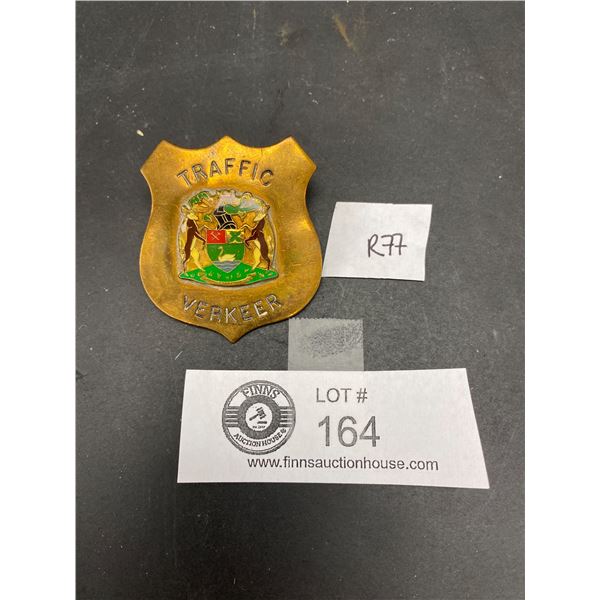 TRAFFIC
VERKEER
R77
FINNS
AUCTION HOUSE
LOT #
164
www.finnsauctionhouse.com